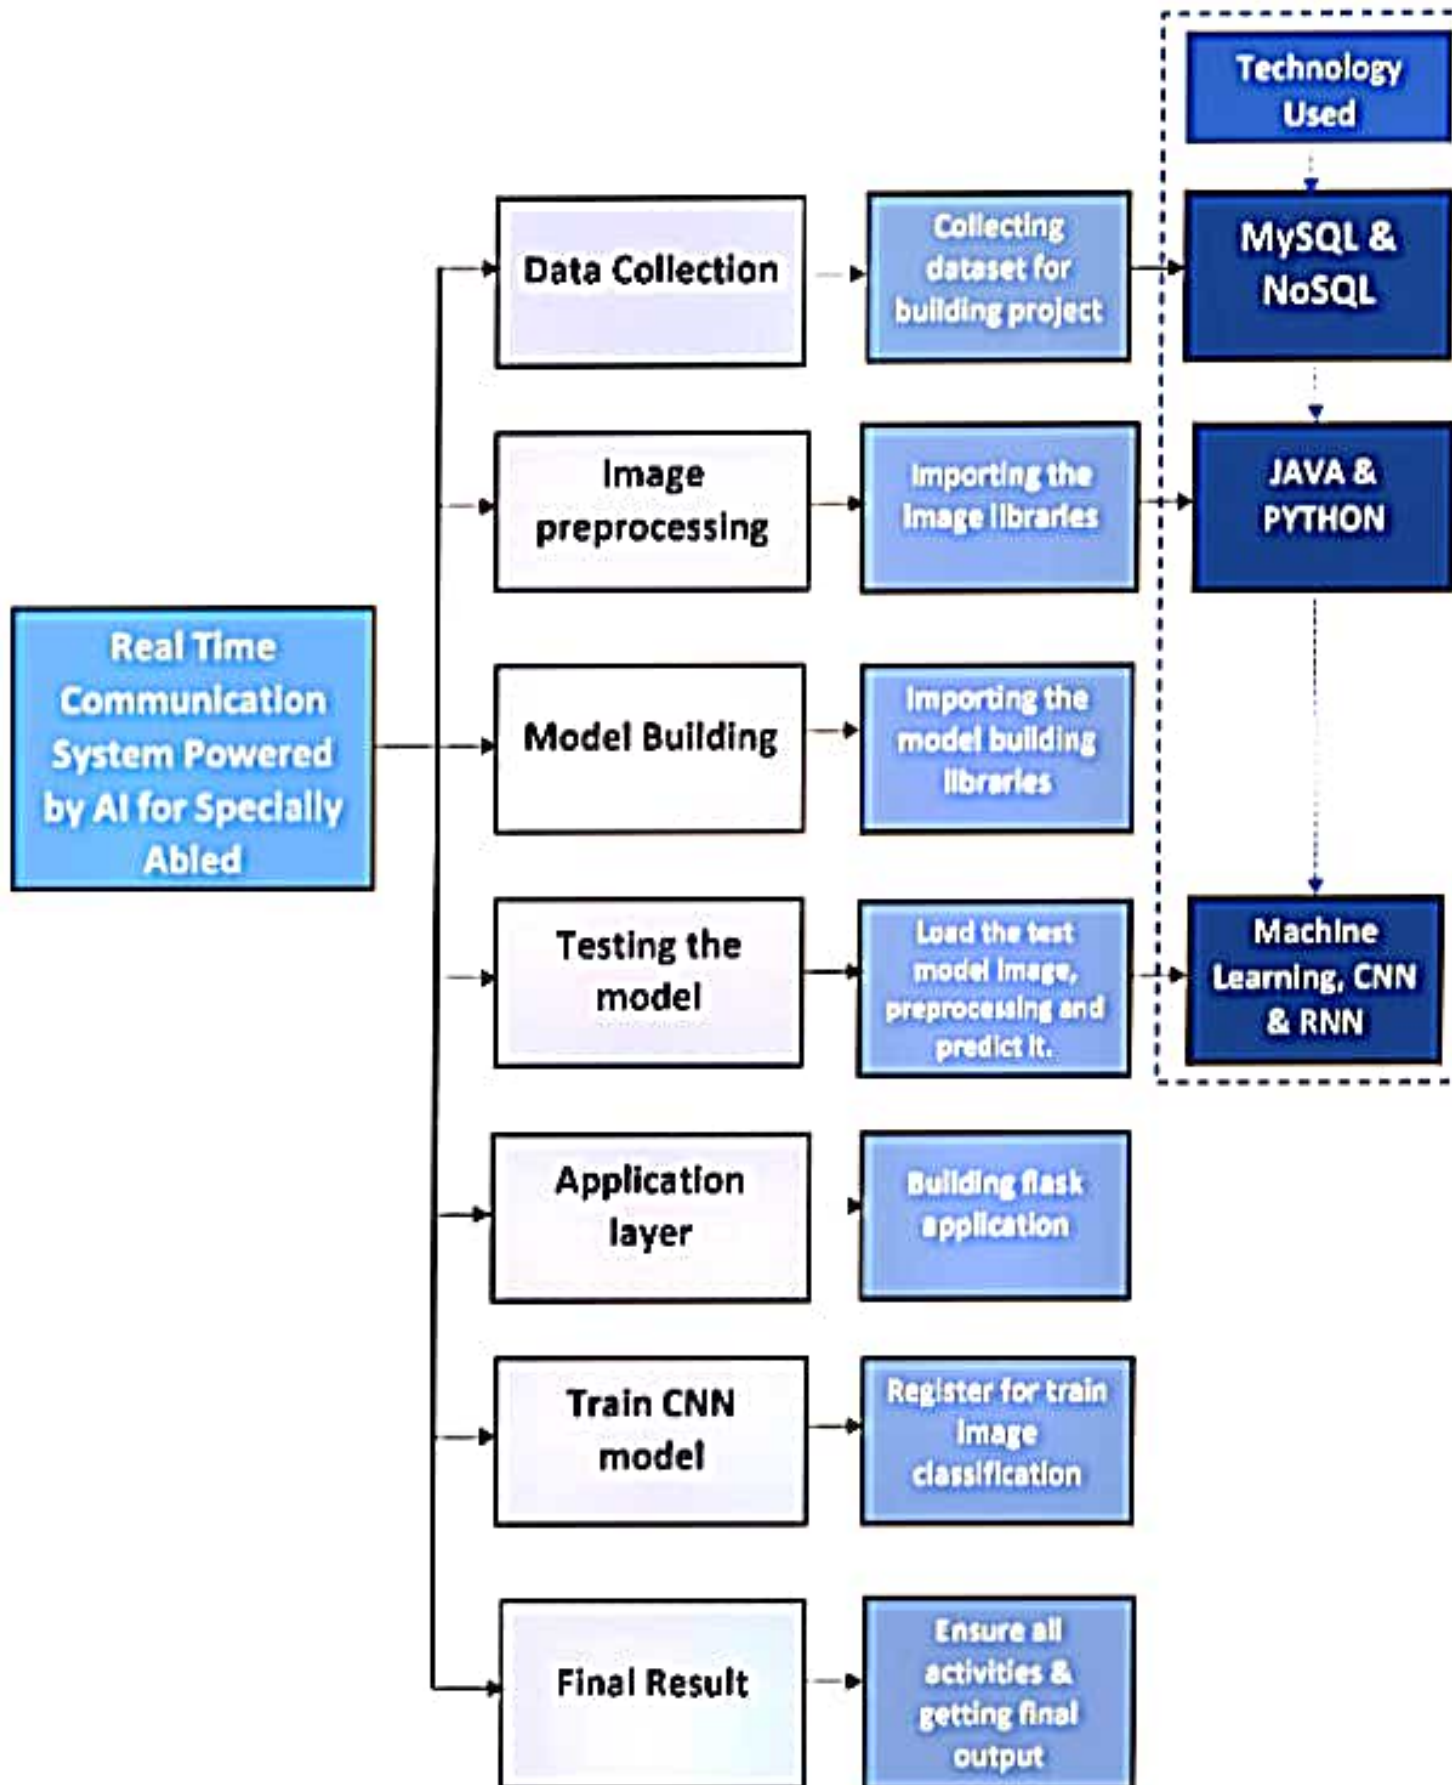 Technology
Used
Data Collection
Collecting
dataset for
building project
MySQL &
NoSQL
Image
preprocessing
Importing the
image libraries
JAVA &
PYTHON
Real Time
Communication
System Powered
by AI for Specially
Abled
Model Building
Importing the
model building
libraries
Testing the
model
Load the test
model image,
preprocessing and
predict it.
Machine
Learning, CNN
& RNN
Application
layer
Building flask
application
Train CNN
model
Register for train
image
classification
Final Result
Ensure all
activities &
getting final
output